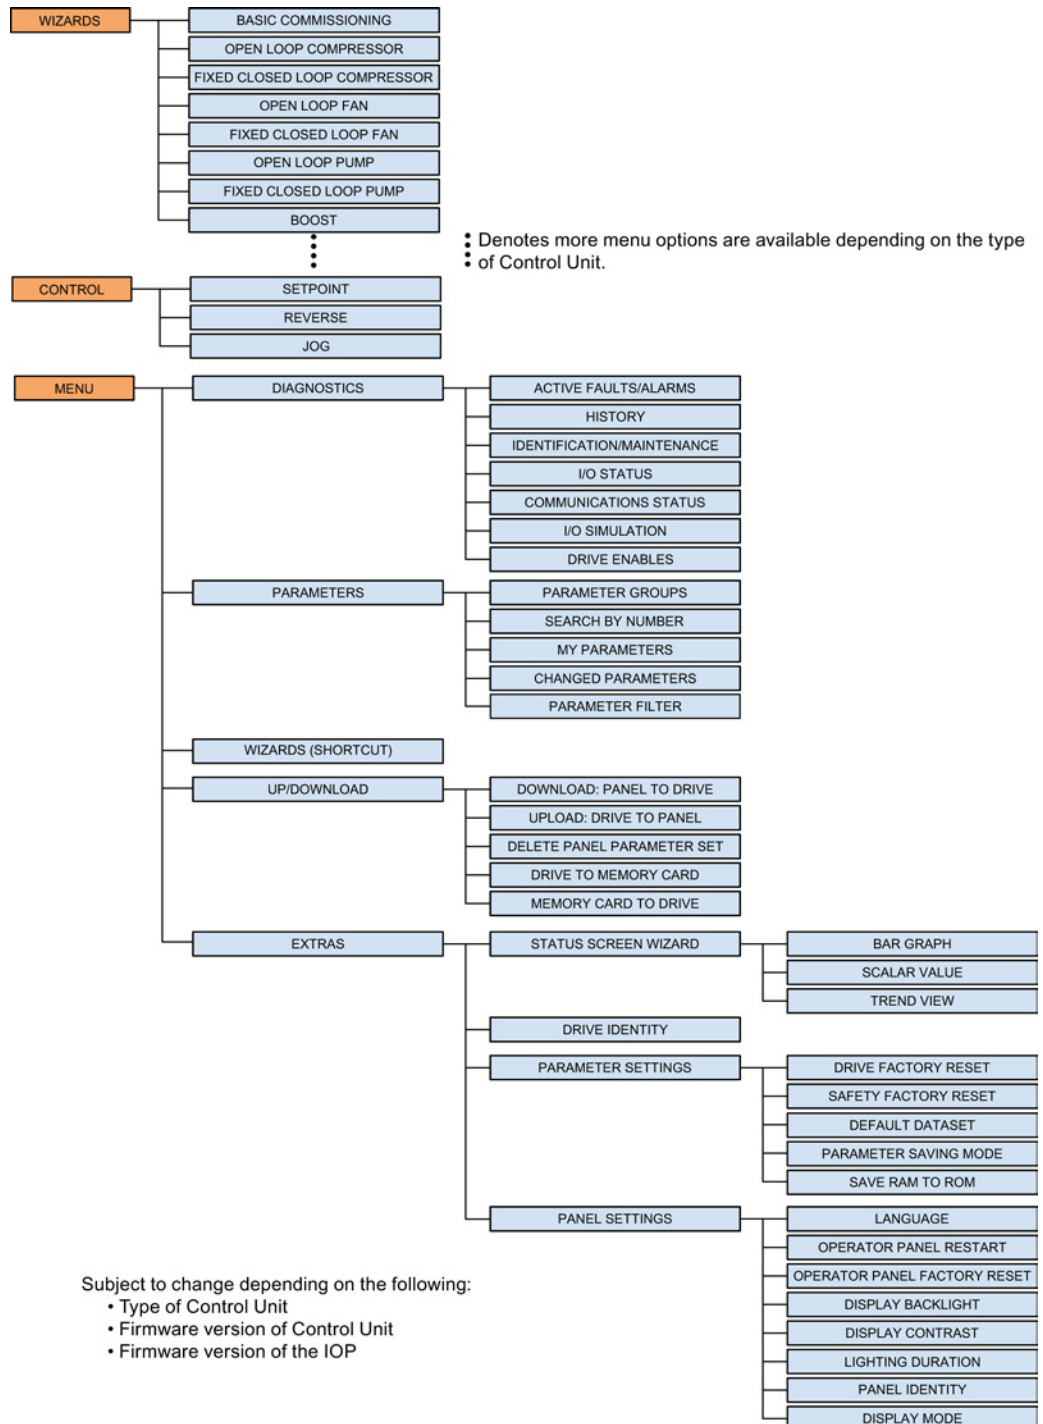 WIZARDS
BASIC COMMISSIONING
OPEN LOOP COMPRESSOR
FIXED CLOSED LOOP COMPRESSOR
OPEN LOOP FAN
FIXED CLOSED LOOP FAN
OPEN LOOP PUMP
FIXED CLOSED LOOP PUMP
BOOST
Denotes more menu options are available depending on the type
of Control Unit.
CONTROL
SETPOINT
REVERSE
JOG
MENU
DIAGNOSTICS
ACTIVE FAULTS/ALARMS
HISTORY
IDENTIFICATION/MAINTENANCE
I/O STATUS
COMMUNICATIONS STATUS
I/O SIMULATION
DRIVE ENABLES
PARAMETERS
PARAMETER GROUPS
SEARCH BY NUMBER
MY PARAMETERS
CHANGED PARAMETERS
PARAMETER FILTER
WIZARDS (SHORTCUT)
UP/DOWNLOAD
DOWNLOAD: PANEL TO DRIVE
UPLOAD: DRIVE TO PANEL
DELETE PANEL PARAMETER SET
DRIVE TO MEMORY CARD
MEMORY CARD TO DRIVE
EXTRAS
STATUS SCREEN WIZARD
BAR GRAPH
SCALAR VALUE
TREND VIEW
DRIVE IDENTITY
PARAMETER SETTINGS
DRIVE FACTORY RESET
SAFETY FACTORY RESET
DEFAULT DATASET
PARAMETER SAVING MODE
SAVE RAM TO ROM
PANEL SETTINGS
LANGUAGE
OPERATOR PANEL RESTART
OPERATOR PANEL FACTORY RESET
DISPLAY BACKLIGHT
DISPLAY CONTRAST
LIGHTING DURATION
PANEL IDENTITY
DISPLAY MODE
Subject to change depending on the following:
• Type of Control Unit
• Firmware version of Control Unit
• Firmware version of the IOP